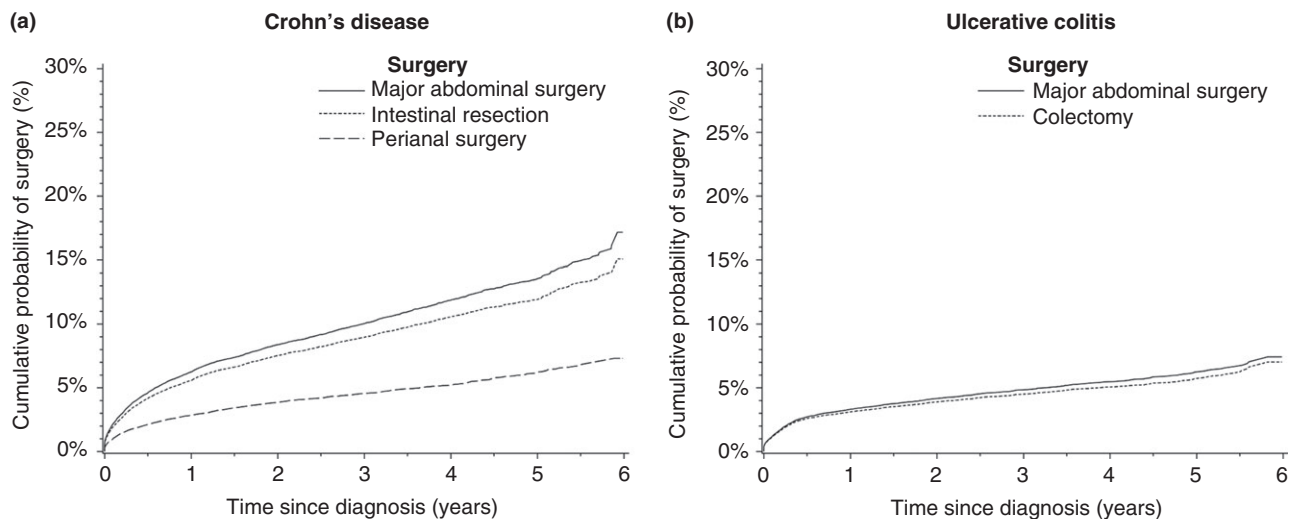 (a)
Crohn’s disease
Cumulative probability of surgery (%)
30%
25%
20%
15%
10%
5%
0%
Surgery
Major abdominal surgery
Intestinal resection
Perianal surgery
0 1 2 3 4 5 6
Time since diagnosis (years)
(b)
Ulcerative colitis
Cumulative probability of surgery (%)
30%
25%
20%
15%
10%
5%
0%
Surgery
Major abdominal surgery
Colectomy
0 1 2 3 4 5 6
Time since diagnosis (years)